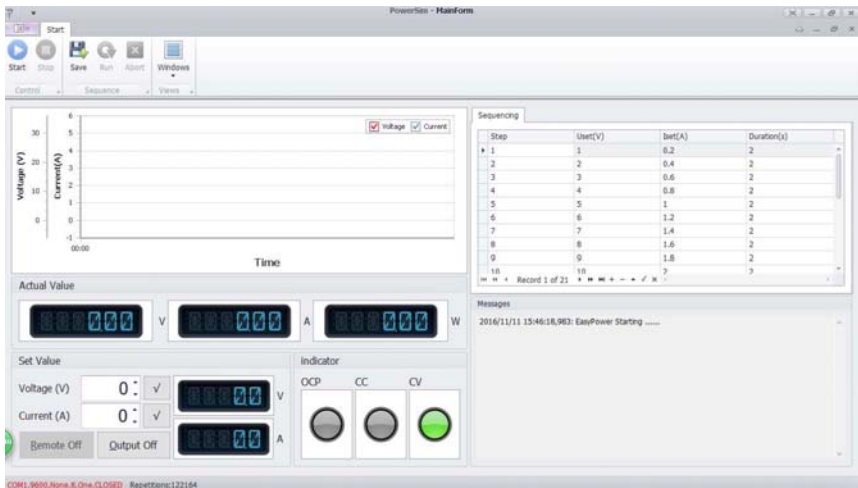 PowerSim - MainForm
Start
Start Stop Save Run Abort Windows
Control Sequence Views
Voltage Current
Voltage (V)
30
20
10
0
Current(A)
6
5
4
3
2
1
0
-1
00:00
Time
Sequencing
Step Uset(V) Iset(A) Duration(s)
1 1 0.2 2
2 2 0.4 2
3 3 0.6 2
4 4 0.8 2
5 5 1 2
6 6 1.2 2
7 7 1.4 2
8 8 1.6 2
9 9 1.8 2
10 10 2 2
Record 1 of 21
Actual Value
000 V 000 A 000 W
Messages
2016/11/11 15:46:18,983: EasyPower Starting ......
Set Value
Voltage (V) 0 √ 00 V
Current (A) 0 √ 00 A
Remote Off Output Off
Indicator
OCP CC CV
COM1,9600,None,8,One,CLOSED Repetitions:122164